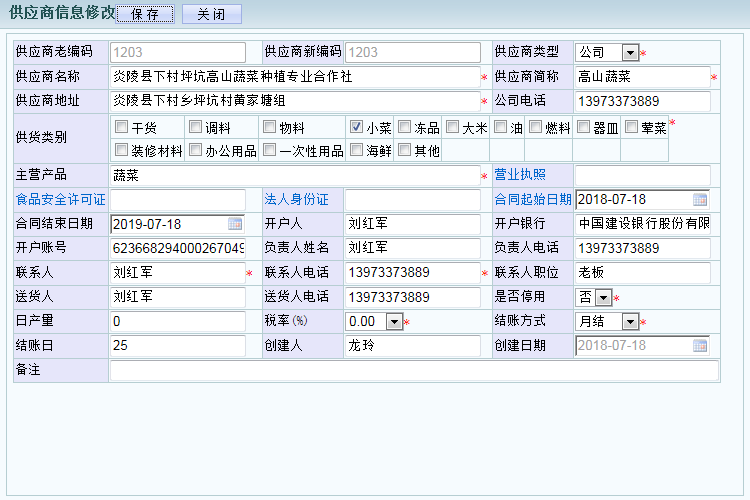 供应商信息修改 保 存 关 闭
供应商老编码 1203 供应商新编码 1203 供应商类型 公司 *
供应商名称 炎陵县下村坪坑高山蔬菜种植专业合作社 * 供应商简称 高山蔬菜 *
供应商地址 炎陵县下村乡坪坑村黄家塘组 * 公司电话 13973373889
供货类别 干货 调料 物料 小菜 冻品 大米 油 燃料 器皿 荤菜 *
装修材料 办公用品 一次性用品 海鲜 其他
主营产品 蔬菜 * 营业执照
食品安全许可证 法人身份证 合同起始日期 2018-07-18
合同结束日期 2019-07-18 开户人 刘红军 开户银行 中国建设银行股份有限
开户账号 623668294000267049 负责人姓名 刘红军 负责人电话 13973373889
联系人 刘红军 * 联系人电话 13973373889 * 联系人职位 老板
送货人 刘红军 送货人电话 13973373889 是否停用 否 *
日产量 0 税率(%) 0.00 * 结账方式 月结 *
结账日 25 创建人 龙玲 创建日期 2018-07-18
备注